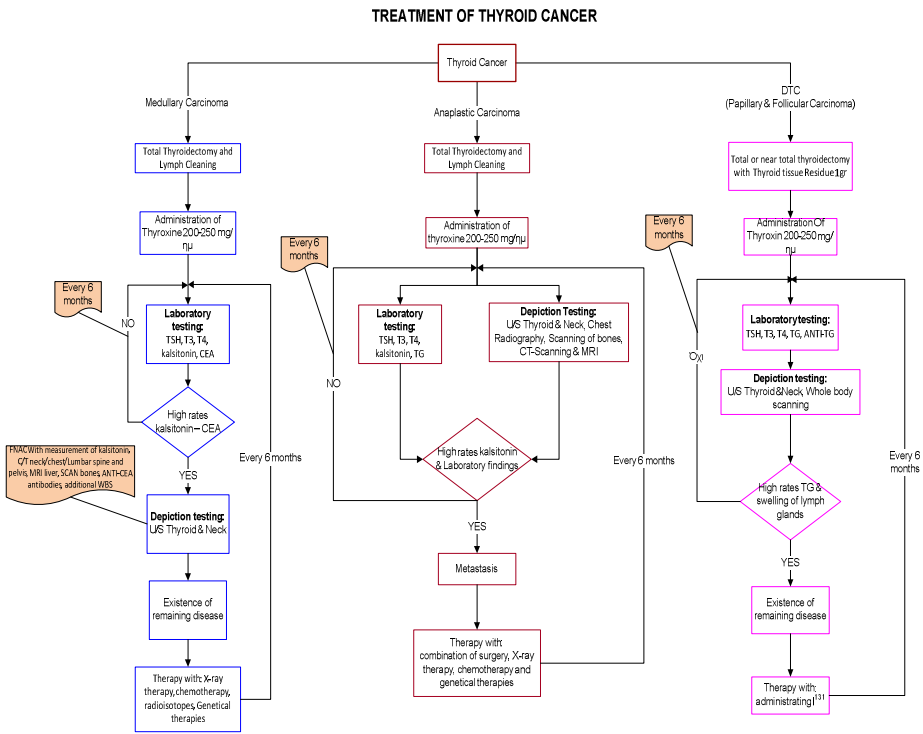 TREATMENT OF THYROID CANCER
Thyroid Cancer
Medullary Carcinoma
Total Thyroidectomy and
Lymph Cleaning
Administration of
Thyroxine 200-250 mg/
ημ
Every 6
months
NO
Laboratory
testing:
TSH, T3, T4
kalsitonin, CEA
High rates
kalsitonin – CEA
YES
Every 6 months
FNAC With measurement of kalsitonin,
C/T neck/chest/Lumbar spine and
pelvis, MRI liver, SCAN bones, ANTI-CEA
antibodies, additional WBS
Depiction testing:
U/S Thyroid & Neck
Existence of
remaining disease
Therapy with: X-ray
therapy, chemotherapy,
radioisotopes, Genetical
therapies
Anaplastic Carcinoma
Total Thyroidectomy and
Lymph Cleaning
Administration of
thyroxine 200-250 mg/ημ
Every 6
months
NO
Laboratory
testing:
TSH, T3, T4,
kalsitonin, TG
Depiction Testing:
U/S Thyroid & Neck, Chest
Radiography, Scanning of bones,
CT-Scanning & MRI
High rates kalsitonin
& Laboratory findings
Every 6 months
YES
Metastasis
Therapy with:
combination of surgery, X-ray
therapy, chemotherapy and
genetical therapies
DTC
(Papillary & Follicular Carcinoma)
Total or near total thyroidectomy
with Thyroid tissue Residue 1gr
Administration Of
Thyroxin 200-250 mg/
ημ
Every 6
months
Όχι
Laboratory testing:
TSH, T3, T4, TG, ANTI-TG
Depiction testing:
U/S Thyroid &Neck, Whole body
scanning
High rates TG &
swelling of lymph
glands
Every 6
months
YES
Existence of
remaining disease
Therapy with:
administrating I¹³¹